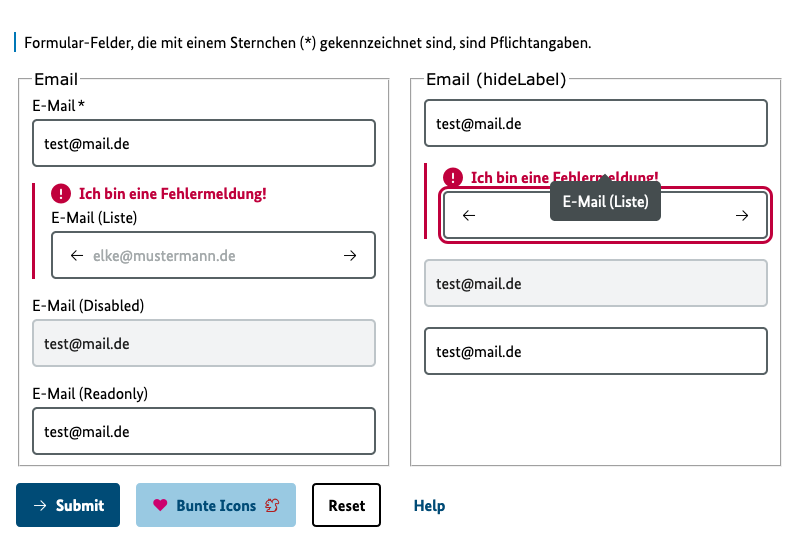 Formular-Felder, die mit einem Sternchen (*) gekennzeichnet sind, sind Pflichtangaben.
Email
E-Mail *
test@mail.de
Ich bin eine Fehlermeldung!
E-Mail (Liste)
elke@mustermann.de
E-Mail (Disabled)
test@mail.de
E-Mail (Readonly)
test@mail.de
Email (hideLabel)
test@mail.de
Ich bin eine Fehlermeldung!
E-Mail (Liste)
test@mail.de
test@mail.de
Submit
Bunte Icons
Reset
Help